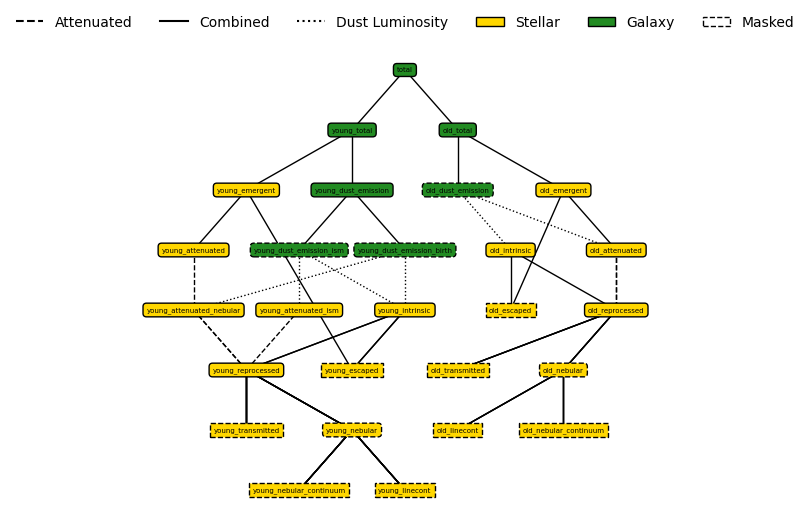 Attenuated Combined Dust Luminosity Stellar Galaxy Masked
total
young_total old_total
young_emergent young_dust_emission old_dust_emission old_emergent
young_attenuated young_dust_emission_ism young_dust_emission_birth old_intrinsic old_attenuated
young_attenuated_nebular young_attenuated_ism young_intrinsic old_escaped old_reprocessed
young_reprocessed young_escaped old_transmitted old_nebular
young_transmitted young_nebular old_linecont old_nebular_continuum
young_nebular_continuum young_linecont